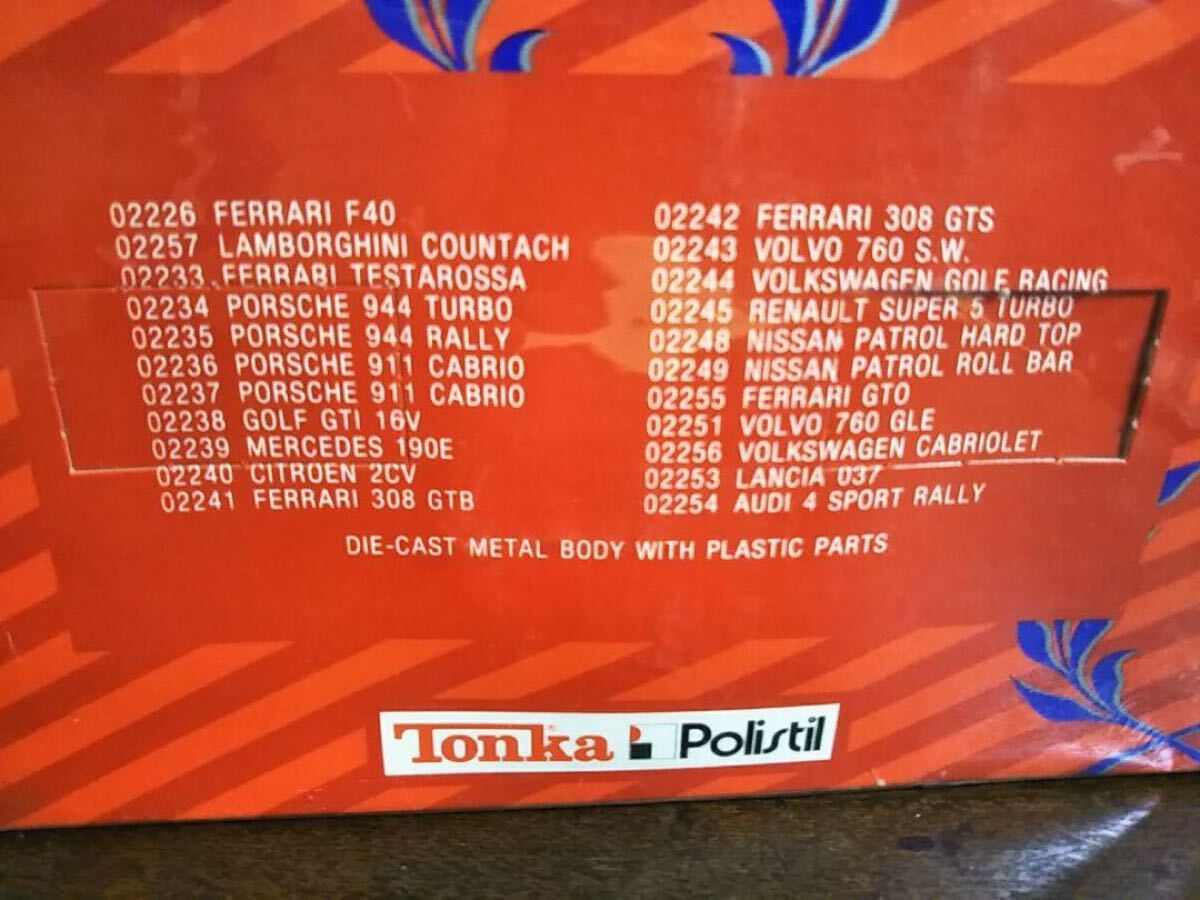 02226 FERRARI F40
02257 LAMBORGHINI COUNTACH
02233 FERRARI TESTAROSSA
02234 PORSCHE 944 TURBO
02235 PORSCHE 944 RALLY
02236 PORSCHE 911 CABRIO
02237 PORSCHE 911 CABRIO
02238 GOLF GTI 16V
02239 MERCEDES 190E
02240 CITROEN 2CV
02241 FERRARI 308 GTB
02242 FERRARI 308 GTS
02243 VOLVO 760 S.W.
02244 VOLKSWAGEN GOLF RACING
02245 RENAULT SUPER 5 TURBO
02248 NISSAN PATROL HARD TOP
02249 NISSAN PATROL ROLL BAR
02255 FERRARI GTO
02251 VOLVO 760 GLE
02256 VOLKSWAGEN CABRIOLET
02253 LANCIA 037
02254 AUDI 4 SPORT RALLY
DIE-CAST METAL BODY WITH PLASTIC PARTS
Tonka Polistil